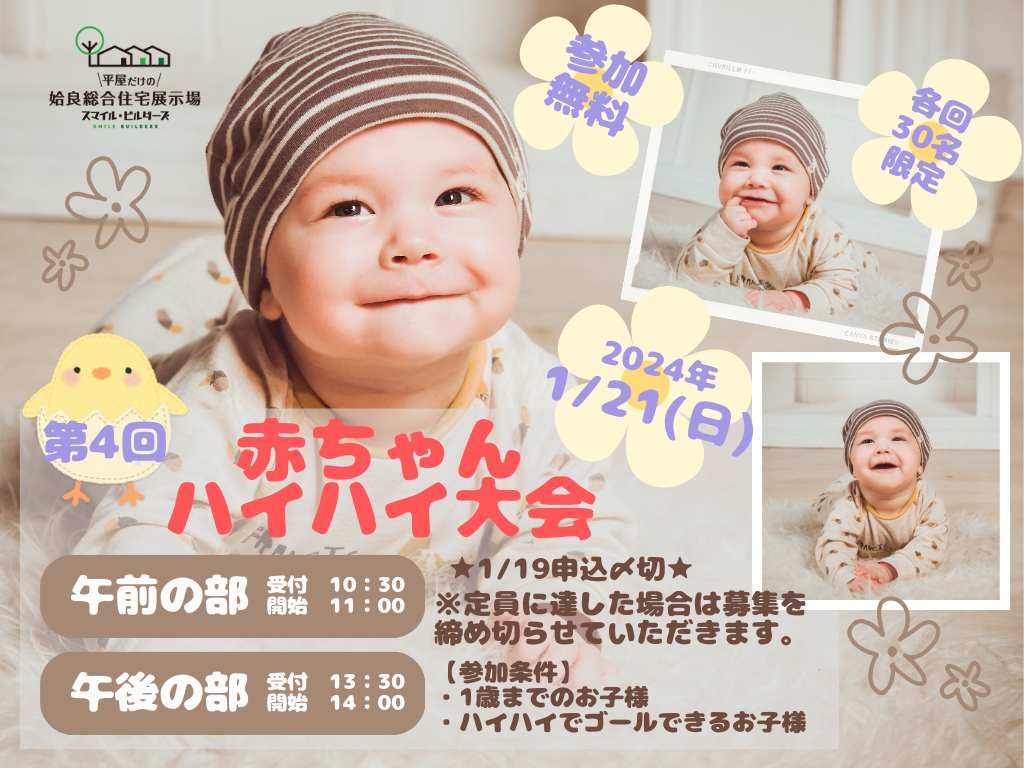 \平屋だけの/
姶良総合住宅展示場
スマイル・ビルダーズ
SMILE BUILDERS
参加
無料
各回
30名
限定
CANVA STORIES
2024年
1/21(日)
第4回
赤ちゃん
ハイハイ大会
午前の部
受付 10:30
開始 11:00
午後の部
受付 13:30
開始 14:00
★1/19申込〆切★
※定員に達した場合は募集を
締め切らせていただきます。
【参加条件】
・1歳までのお子様
・ハイハイでゴールできるお子様